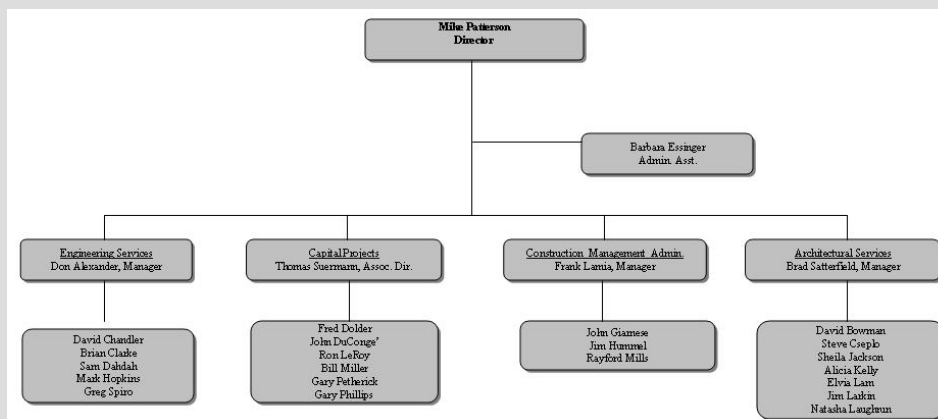 Mike Patterson
Director
Barbara Essinger
Admin. Asst.
Engineering Services
Don Alexander, Manager
Capital Projects
Thomas Suermann, Assoc. Dir.
Construction Management Admin.
Frank Lamia, Manager
Architectural Services
Brad Satterfield, Manager
David Chandler
Brian Clarke
Sam Dahdah
Mark Hopkins
Greg Spiro
Fred Dolder
John DuConge'
Ron LeRoy
Bill Miller
Gary Petherick
Gary Phillips
John Giarnese
Jim Hummel
Rayford Mills
David Bowman
Steve Cseplo
Sheila Jackson
Alicia Kelly
Elvia Lam
Jim Larkin
Natasha Laughrun